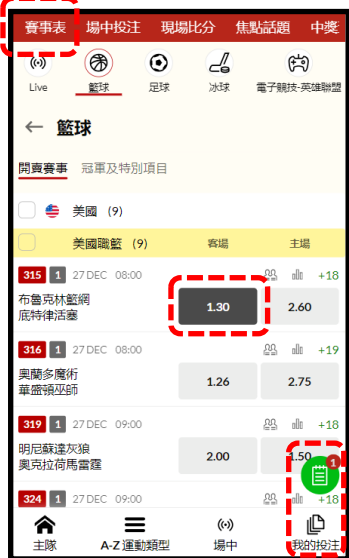 賽事表 場中投注 現場比分 焦點話題 中獎
Live 籃球 足球 冰球 電子競技-英雄聯盟
← 籃球
開賣賽事 冠軍及特別項目
美國 (9)
美國職籃 (9) 客場 主場
315 1 27 DEC 08:00 +18
布魯克林籃網
底特律活塞
1.30 2.60
316 1 27 DEC 08:00 +19
奧蘭多魔術
華盛頓巫師
1.26 2.75
319 1 27 DEC 09:00 +18
明尼蘇達灰狼
奧克拉荷馬雷霆
2.00 1.50
1
324 1 27 DEC 09:00 +18
主隊 A-Z 運動類型 場中 我的投注